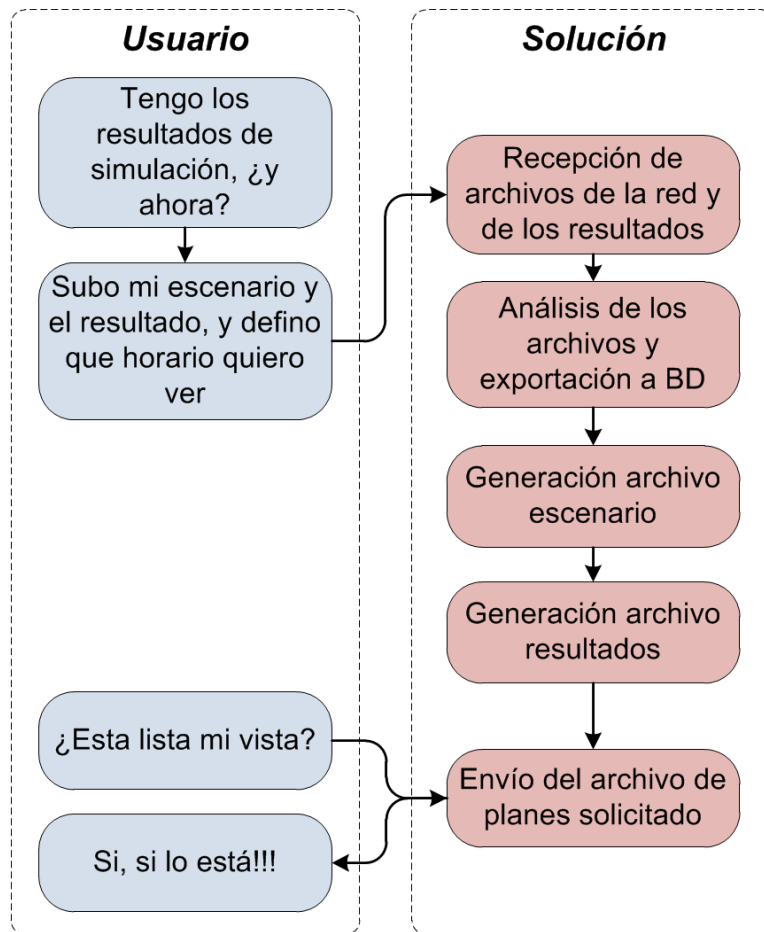 Usuario
Tengo los
resultados de
simulación, ¿y
ahora?
Subo mi escenario y
el resultado, y defino
que horario quiero
ver
¿Esta lista mi vista?
Si, si lo está!!!
Solución
Recepción de
archivos de la red y
de los resultados
Análisis de los
archivos y
exportación a BD
Generación archivo
escenario
Generación archivo
resultados
Envío del archivo de
planes solicitado